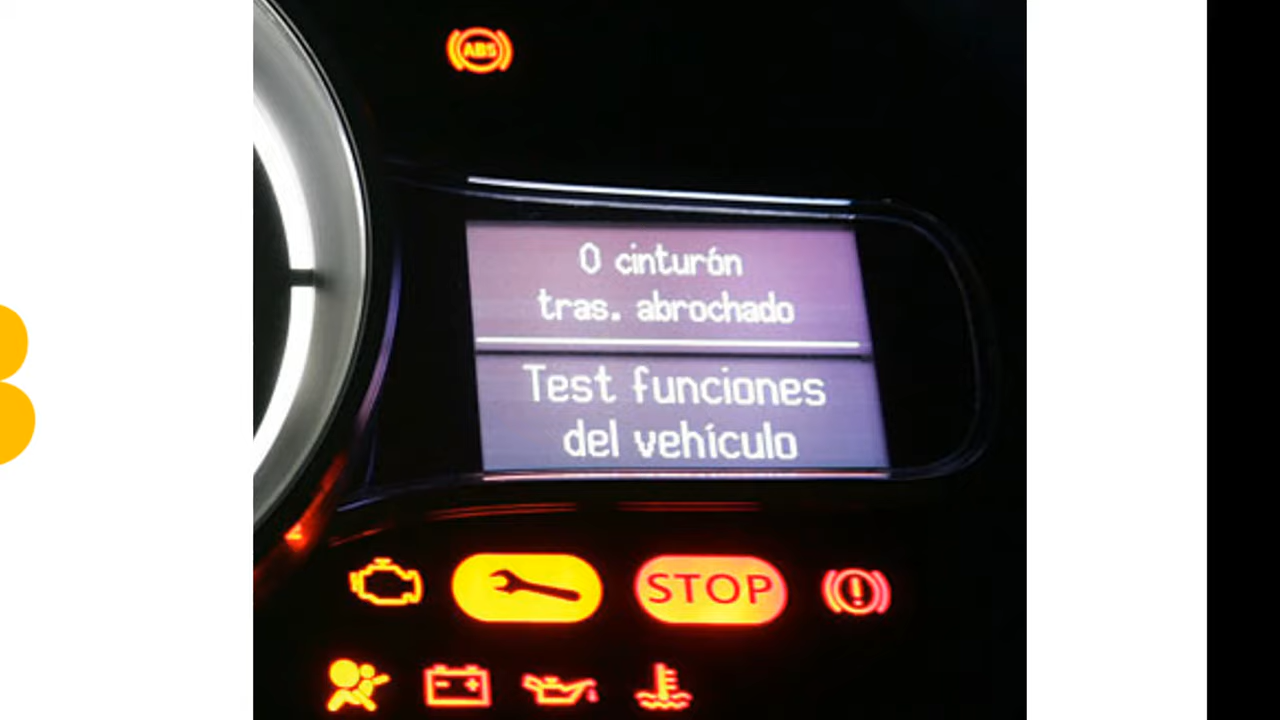 ABS
0 cinturón
tras. abrochado
Test funciones
del vehículo
STOP